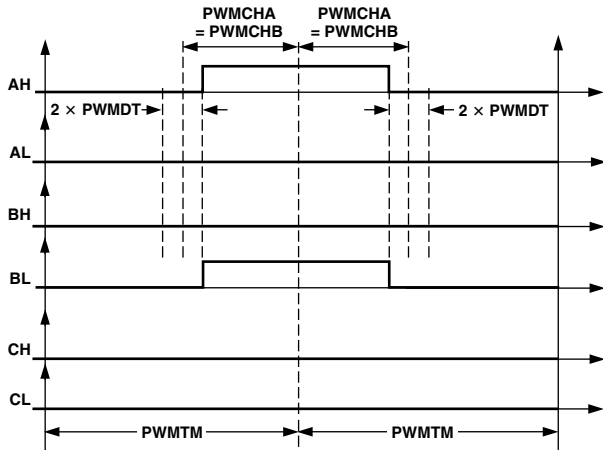 PWMCHA PWMCHA
= PWMCHB = PWMCHB
AH
2 × PWMDT 2 × PWMDT
AL
BH
BL
CH
CL
PWMTM PWMTM